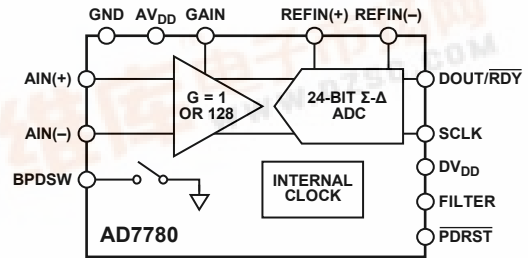 GND AVDD GAIN REFIN(+) REFIN(–)
AIN(+)
G = 1
OR 128
24-BIT Σ-Δ
ADC
DOUT/RDY
AIN(–)
SCLK
BPDSW
INTERNAL
CLOCK
DVDD
FILTER
AD7780
PDRST